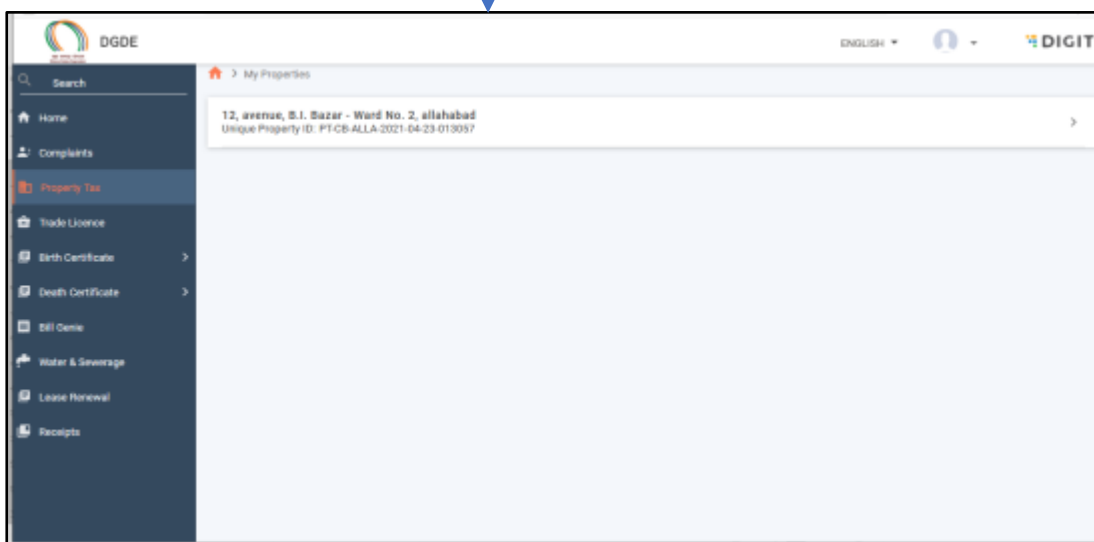 DGDE
ENGLISH
DIGIT
Search
Home
Complaints
Property Tax
Trade Licence
Birth Certificate
Death Certificate
Bill Genie
Water & Sewerage
Lease Renewal
Receipts
My Properties
12, avenue, B.I. Bazar - Ward No. 2, allahabad
Unique Property ID: PT-CB-ALLA-2021-04-23-013057